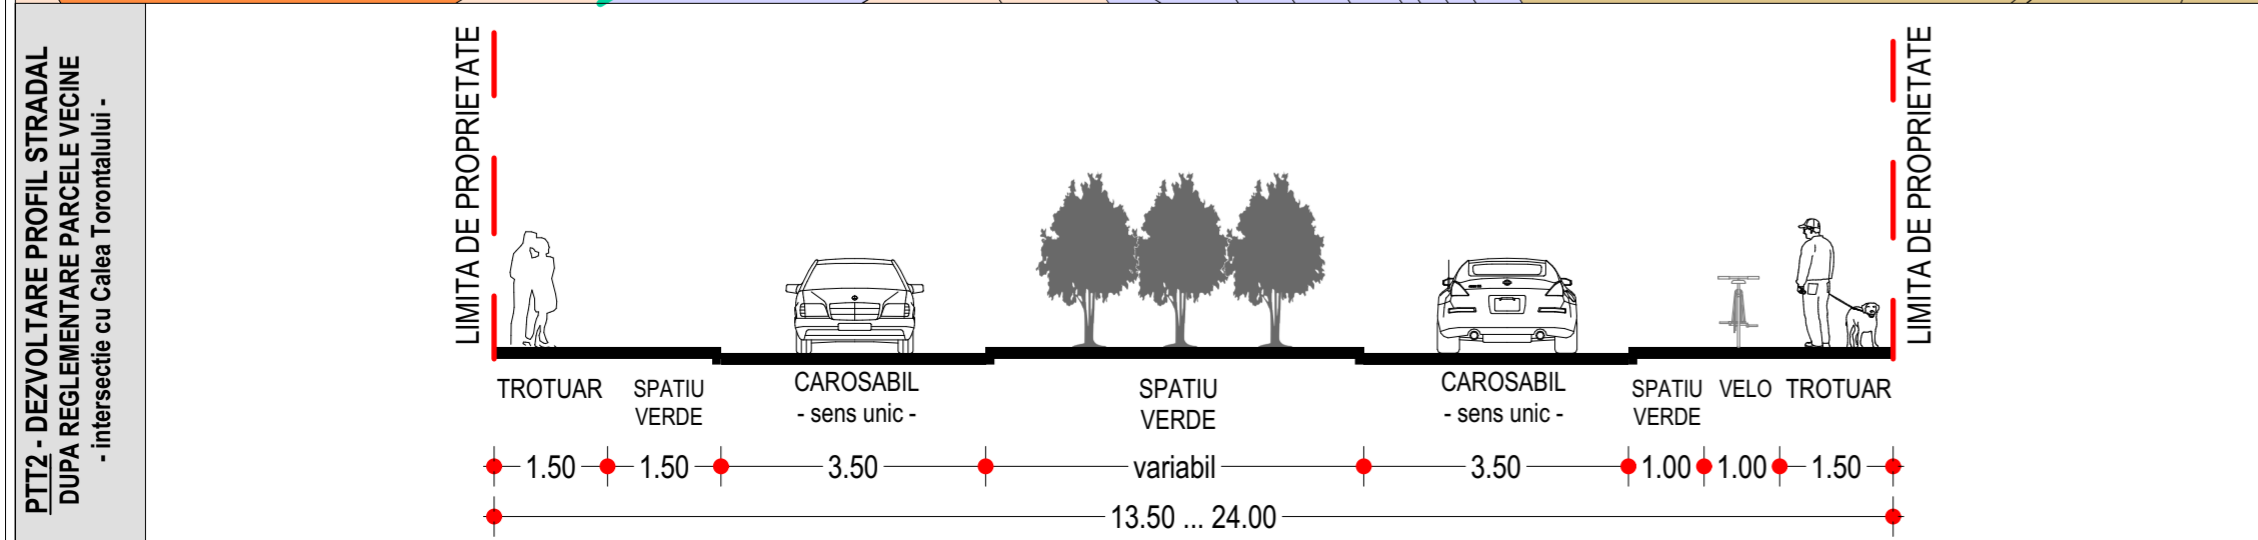 PTT2 - DEZVOLTARE PROFIL STRADAL
DUPA REGLEMENTARE PARCELE VECINE
- intersectie cu Calea Torontalului -
LIMITA DE PROPRIETATE
LIMITA DE PROPRIETATE
TROTUAR
SPATIU
VERDE
CAROSABIL
- sens unic -
SPATIU
VERDE
CAROSABIL
- sens unic -
SPATIU
VERDE
VELO
TROTUAR
1.50
1.50
3.50
variabil
3.50
1.00
1.00
1.50
13.50 ... 24.00